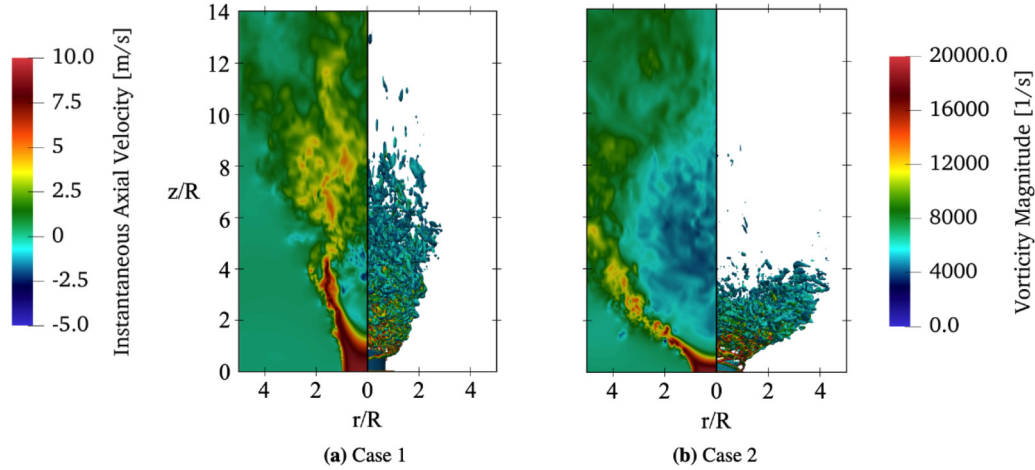 Instantaneous Axial Velocity [m/s]
10.0
7.5
5
2.5
0
-2.5
-5.0
z/R
14
12
10
8
6
4
2
0
4 2 0 2 4
r/R
(a) Case 1
4 2 0 2 4
r/R
(b) Case 2
20000.0
16000
12000
8000
4000
0.0
Vorticity Magnitude [1/s]